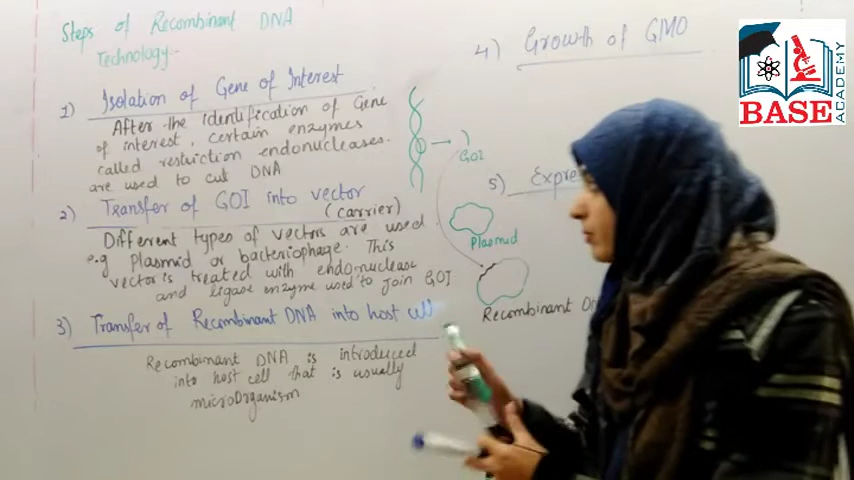 Steps of Recombinant DNA
Technology:-
1) Isolation of Gene of Interest
After the identification of Gene
of interest, certain enzymes
called restriction endonucleases.
are used to cut DNA
2) Transfer of GOI into vector
(carrier)
Different types of vectors are used.
e.g Plasmid or bacteriophage. This
vector is treated with endonuclease
and ligase enzyme used to join GOI
3) Transfer of Recombinant DNA into host cell
Recombinant DNA is introduced
into host cell that is usually
microOrganism
GOI
Plasmid
Recombinant
4) Growth of GMO
5)
BASE
ACADEMY